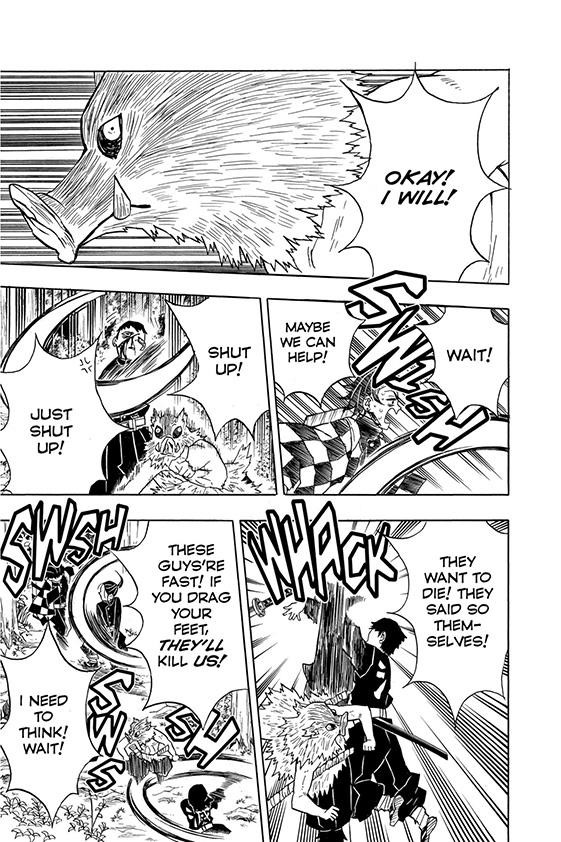 OKAY!
I WILL!
WAIT!
MAYBE
WE CAN
HELP!
SWISH
SHUT
UP!
JUST
SHUT
UP!
THEY
WANT TO
DIE! THEY
SAID SO
THEM-
SELVES!
WHACK
THESE
GUYS'RE
FAST! IF
YOU DRAG
YOUR
FEET,
THEY'LL
KILL US!
SWSH
I NEED
TO
THINK!
WAIT!
SWSSH